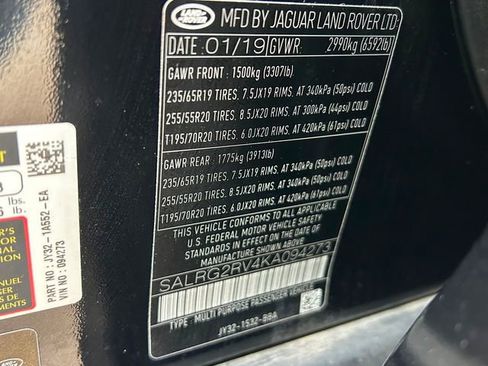 LAND ROVER
MFD BY JAGUAR LAND ROVER LTD
DATE 01/19 GVWR 2990kg (6592lb)
GAWR FRONT : 1500kg (3307lb)
235/65R19 TIRES. 7.5JX19 RIMS. AT 340kPa (50psi) COLD
255/55R20 TIRES. 8.5JX20 RIMS. AT 300kPa (44psi) COLD
T195/70R20 TIRES. 6.0JX20 RIMS. AT 420kPa (61psi) COLD
GAWR REAR : 1775kg (3913lb)
235/65R19 TIRES. 7.5JX19 RIMS. AT 340kPa (50psi) COLD
255/55R20 TIRES. 8.5JX20 RIMS. AT 340kPa (50psi) COLD
T195/70R20 TIRES. 6.0JX20 RIMS. AT 420kPa (61psi) COLD
THIS VEHICLE CONFORMS TO ALL APPLICABLE
U.S. FEDERAL MOTOR VEHICLE SAFETY STANDARDS
IN EFFECT ON THE DATE OF MANUFACTURE SHOWN ABOVE
SALRG2RV4KA094273
TYPE : MULTI PURPOSE PASSENGER VEHICLE
JY32-1532-BBA
PART NO : JY32-1A552-EA
VIN : 094273
lbs.
lb